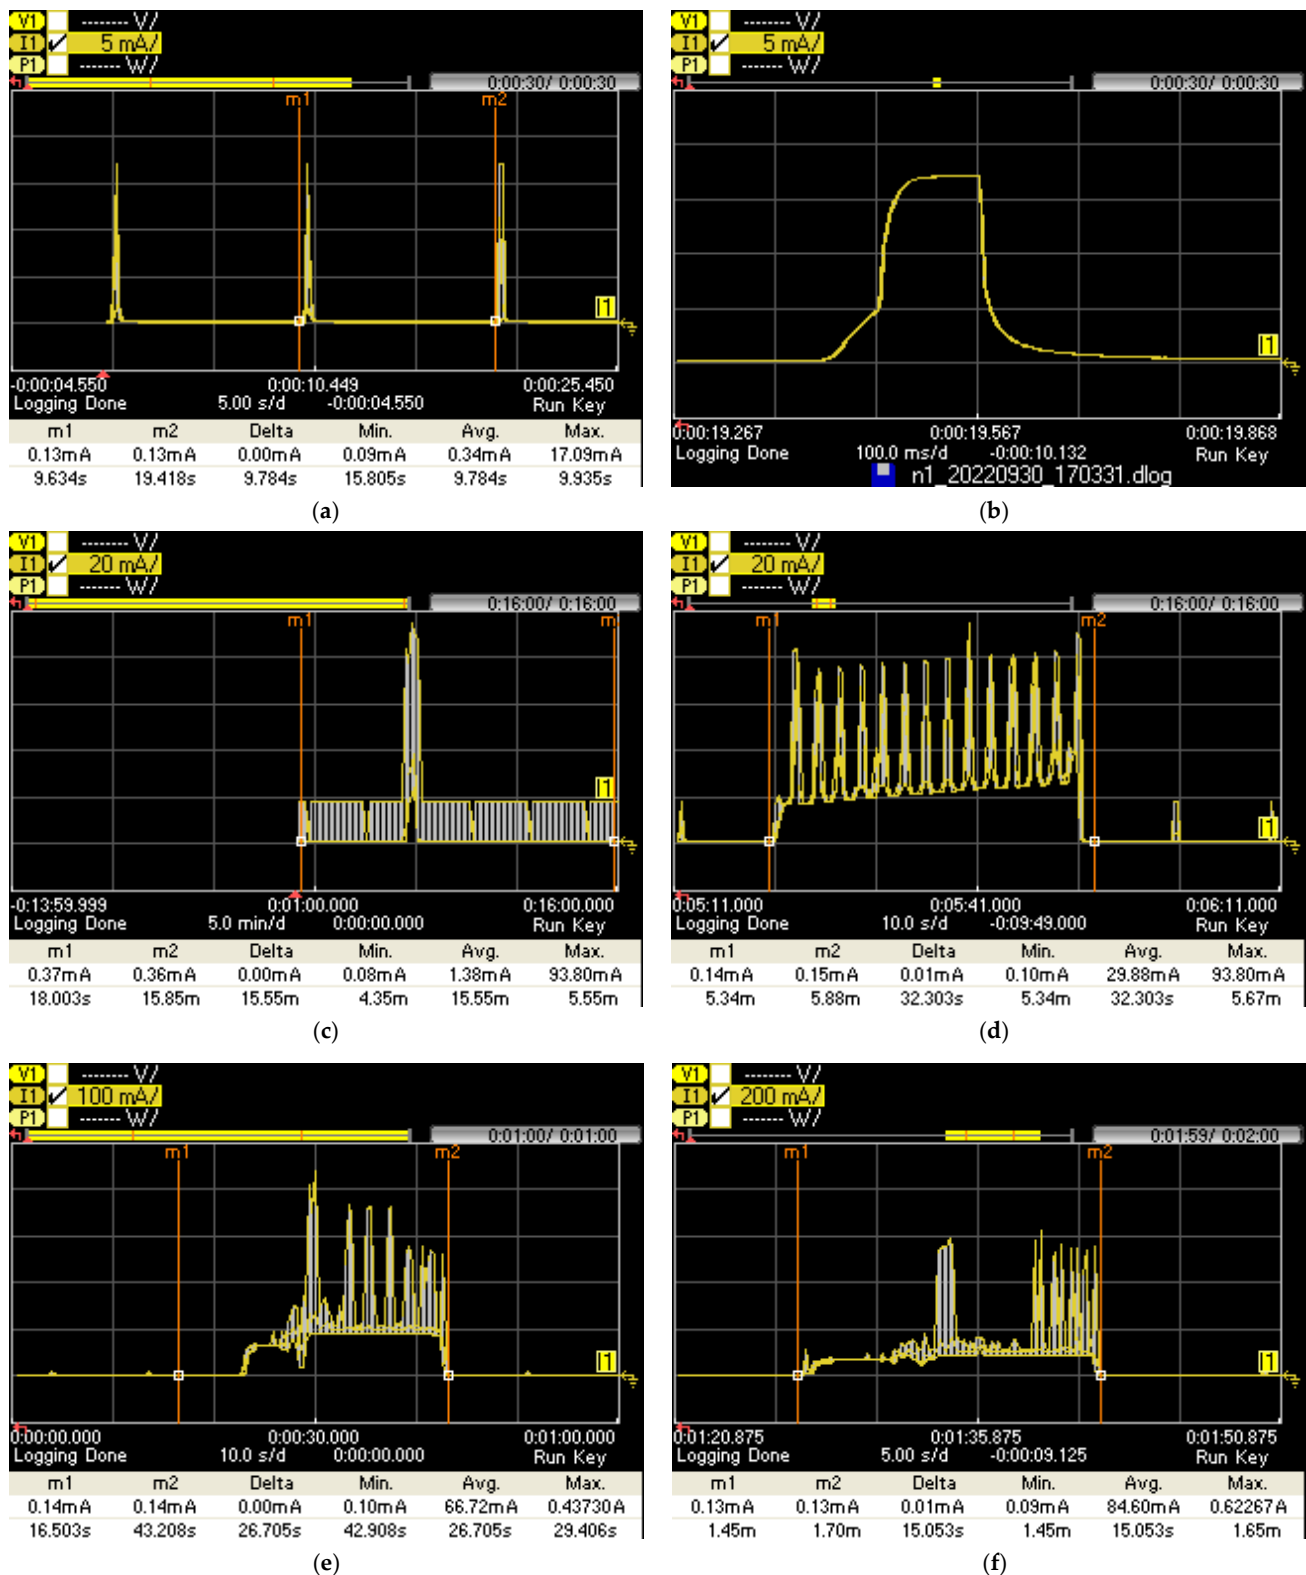 V1 ------- V/
I1 5 mA/
P1 ------- W/
0:00:30/ 0:00:30
m1 m2
I1
-0:00:04.550 0:00:10.449 0:00:25.450
Logging Done 5.00 s/d -0:00:04.550 Run Key
m1 m2 Delta Min. Avg. Max.
0.13mA 0.13mA 0.00mA 0.09mA 0.34mA 17.09mA
9.634s 19.418s 9.784s 15.805s 9.784s 9.935s
(a)
V1 ------- V/
I1 5 mA/
P1 ------- W/
0:00:30/ 0:00:30
I1
0:00:19.267 0:00:19.567 0:00:19.868
Logging Done 100.0 ms/d -0:00:10.132 Run Key
n1_20220930_170331.dlog
(b)
V1 ------- V/
I1 20 mA/
P1 ------- W/
0:16:00/ 0:16:00
m1 m
I1
-0:13:59.999 0:01:00.000 0:16:00.000
Logging Done 5.0 min/d 0:00:00.000 Run Key
m1 m2 Delta Min. Avg. Max.
0.37mA 0.36mA 0.00mA 0.08mA 1.38mA 93.80mA
18.003s 15.85m 15.55m 4.35m 15.55m 5.55m
(c)
V1 ------- V/
I1 20 mA/
P1 ------- W/
0:16:00/ 0:16:00
m1 m2
I1
0:05:11.000 0:05:41.000 0:06:11.000
Logging Done 10.0 s/d -0:09:49.000 Run Key
m1 m2 Delta Min. Avg. Max.
0.14mA 0.15mA 0.01mA 0.10mA 29.88mA 93.80mA
5.34m 5.88m 32.303s 5.34m 32.303s 5.67m
(d)
V1 ------- V/
I1 100 mA/
P1 ------- W/
0:01:00/ 0:01:00
m1 m2
I1
0:00:00.000 0:00:30.000 0:01:00.000
Logging Done 10.0 s/d 0:00:00.000 Run Key
m1 m2 Delta Min. Avg. Max.
0.14mA 0.14mA 0.00mA 0.10mA 66.72mA 0.43730A
16.503s 43.208s 26.705s 42.908s 26.705s 29.406s
(e)
V1 ------- V/
I1 200 mA/
P1 ------- W/
0:01:59/ 0:02:00
m1 m2
I1
0:01:20.875 0:01:35.875 0:01:50.875
Logging Done 5.00 s/d -0:00:09.125 Run Key
m1 m2 Delta Min. Avg. Max.
0.13mA 0.13mA 0.01mA 0.09mA 84.60mA 0.62267A
1.45m 1.70m 15.053s 1.45m 15.053s 1.65m
(f)